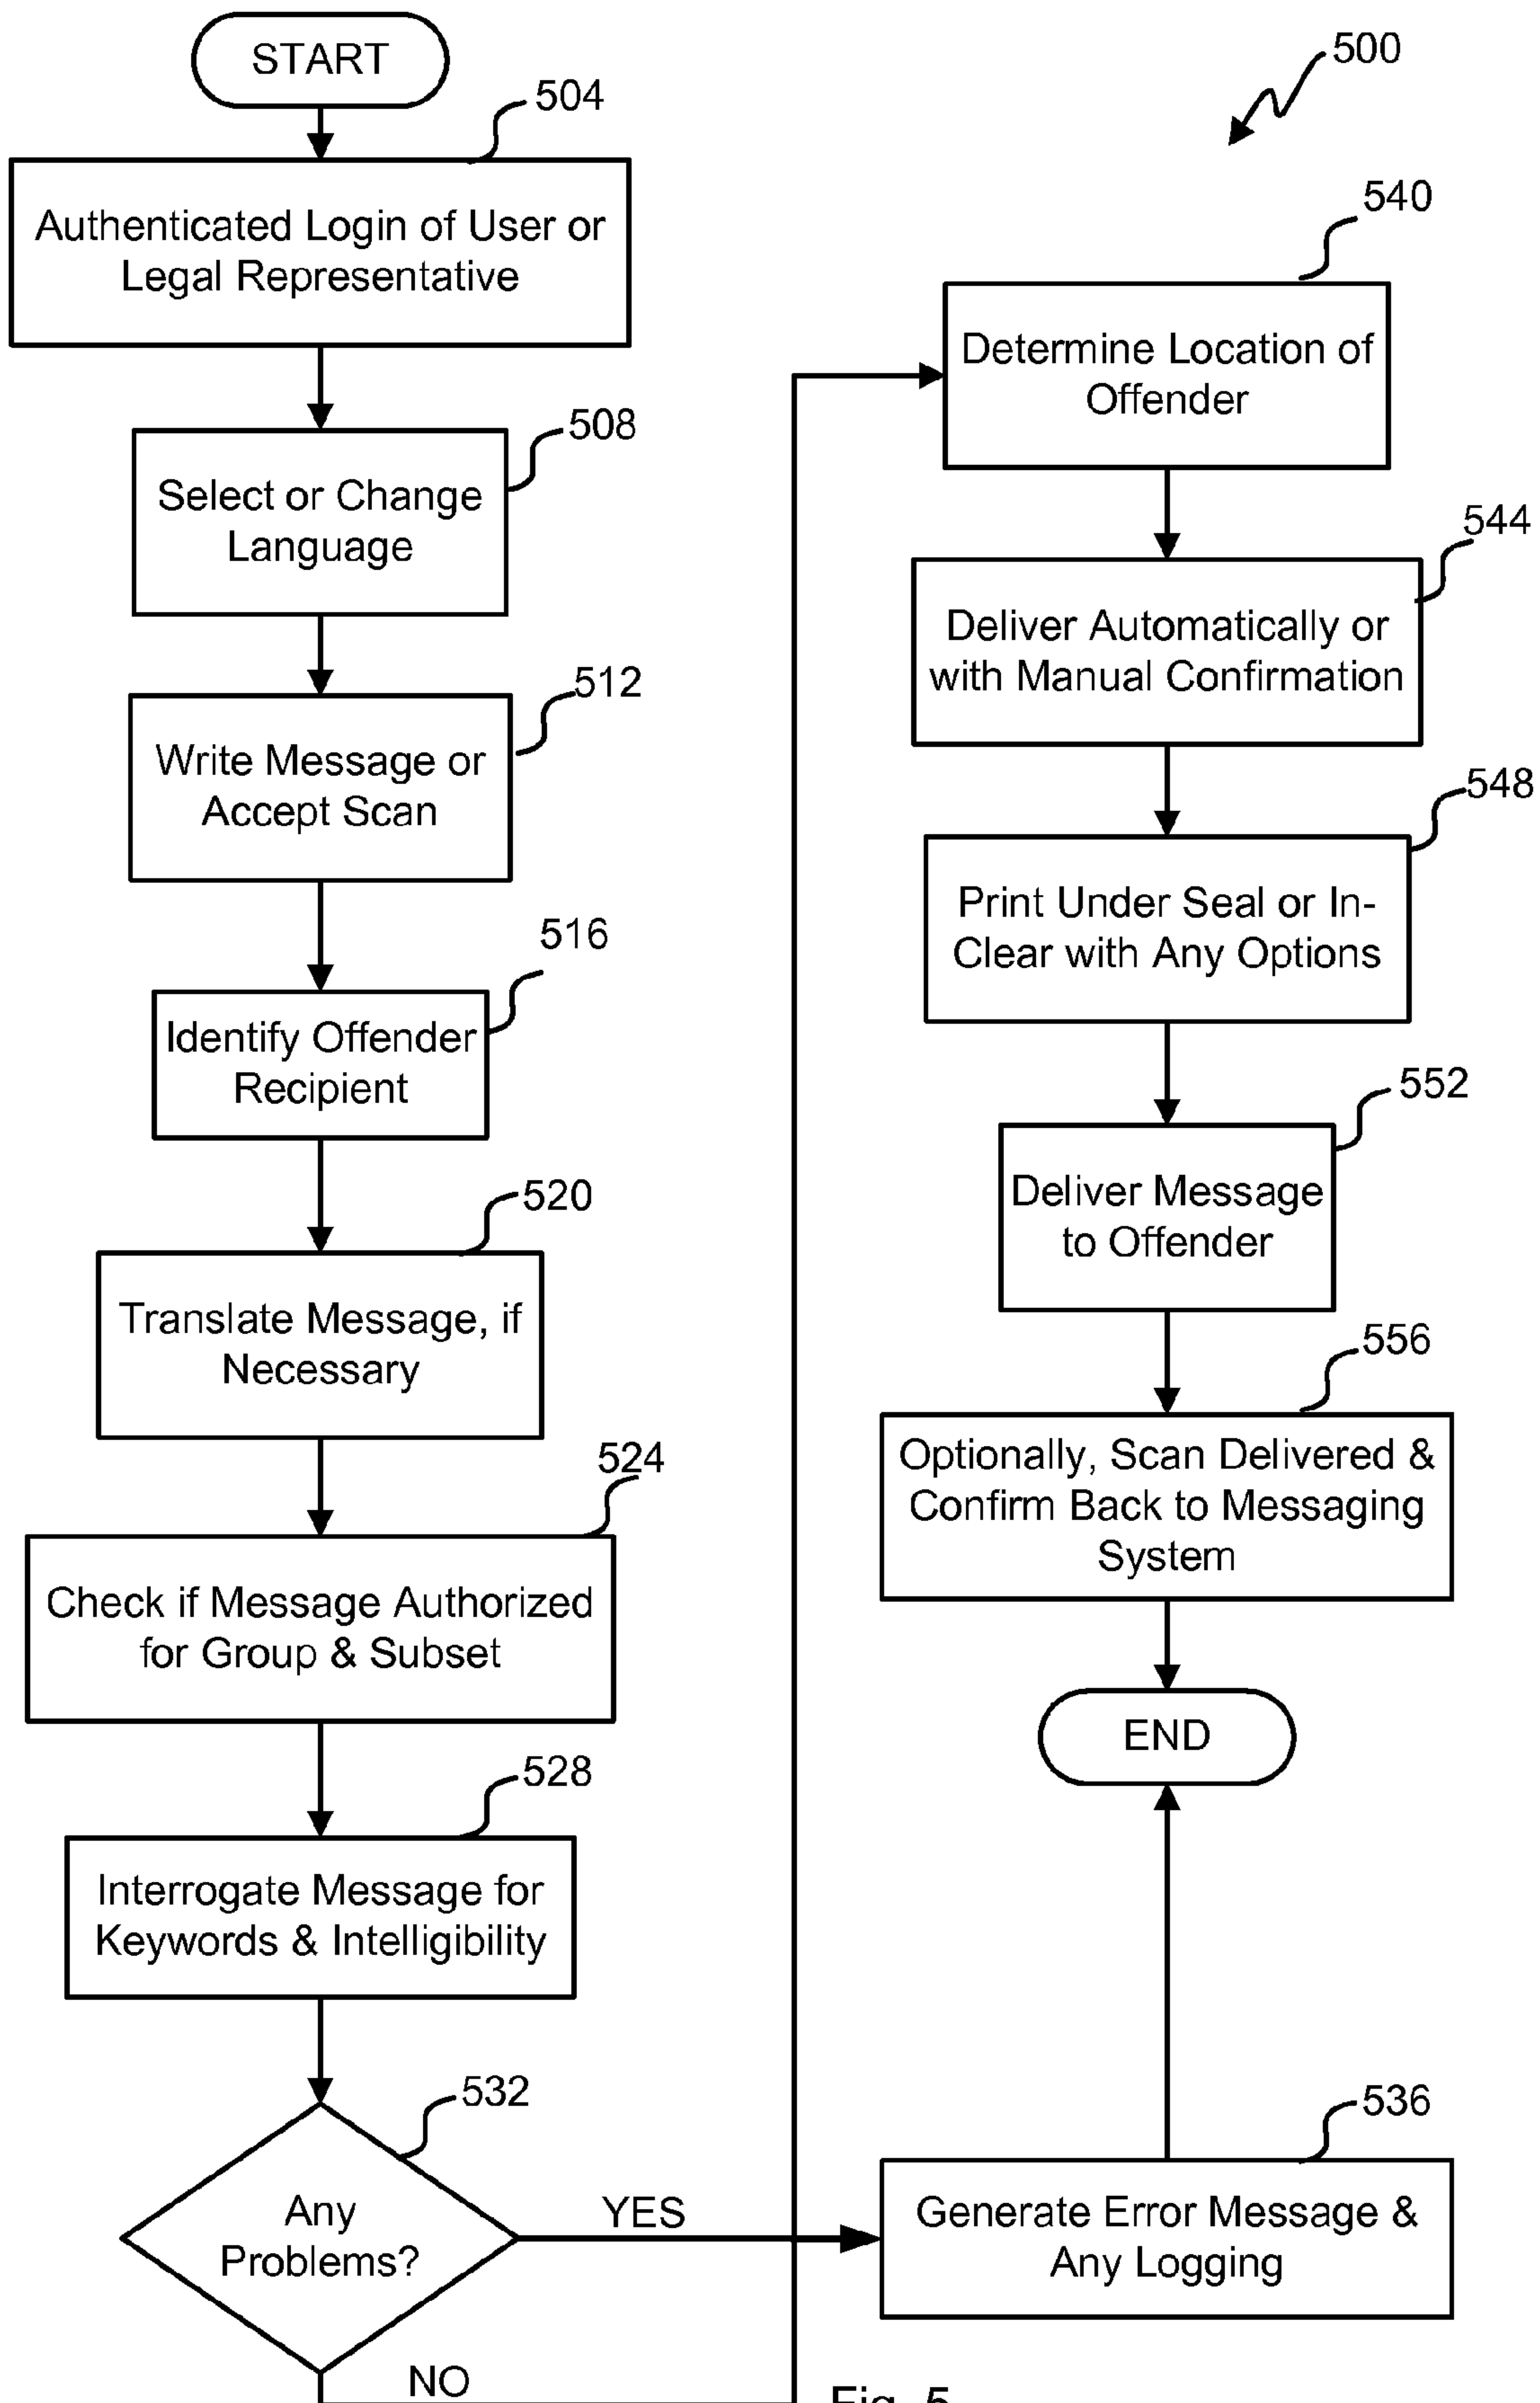 START
504
Authenticated Login of User or
Legal Representative
508
Select or Change
Language
512
Write Message or
Accept Scan
516
Identify Offender
Recipient
520
Translate Message, if
Necessary
524
Check if Message Authorized
for Group & Subset
528
Interrogate Message for
Keywords & Intelligibility
532
Any
Problems?
YES
NO
500
540
Determine Location of
Offender
544
Deliver Automatically or
with Manual Confirmation
548
Print Under Seal or In-
Clear with Any Options
552
Deliver Message
to Offender
556
Optionally, Scan Delivered &
Confirm Back to Messaging
System
END
536
Generate Error Message &
Any Logging
Fig. 5